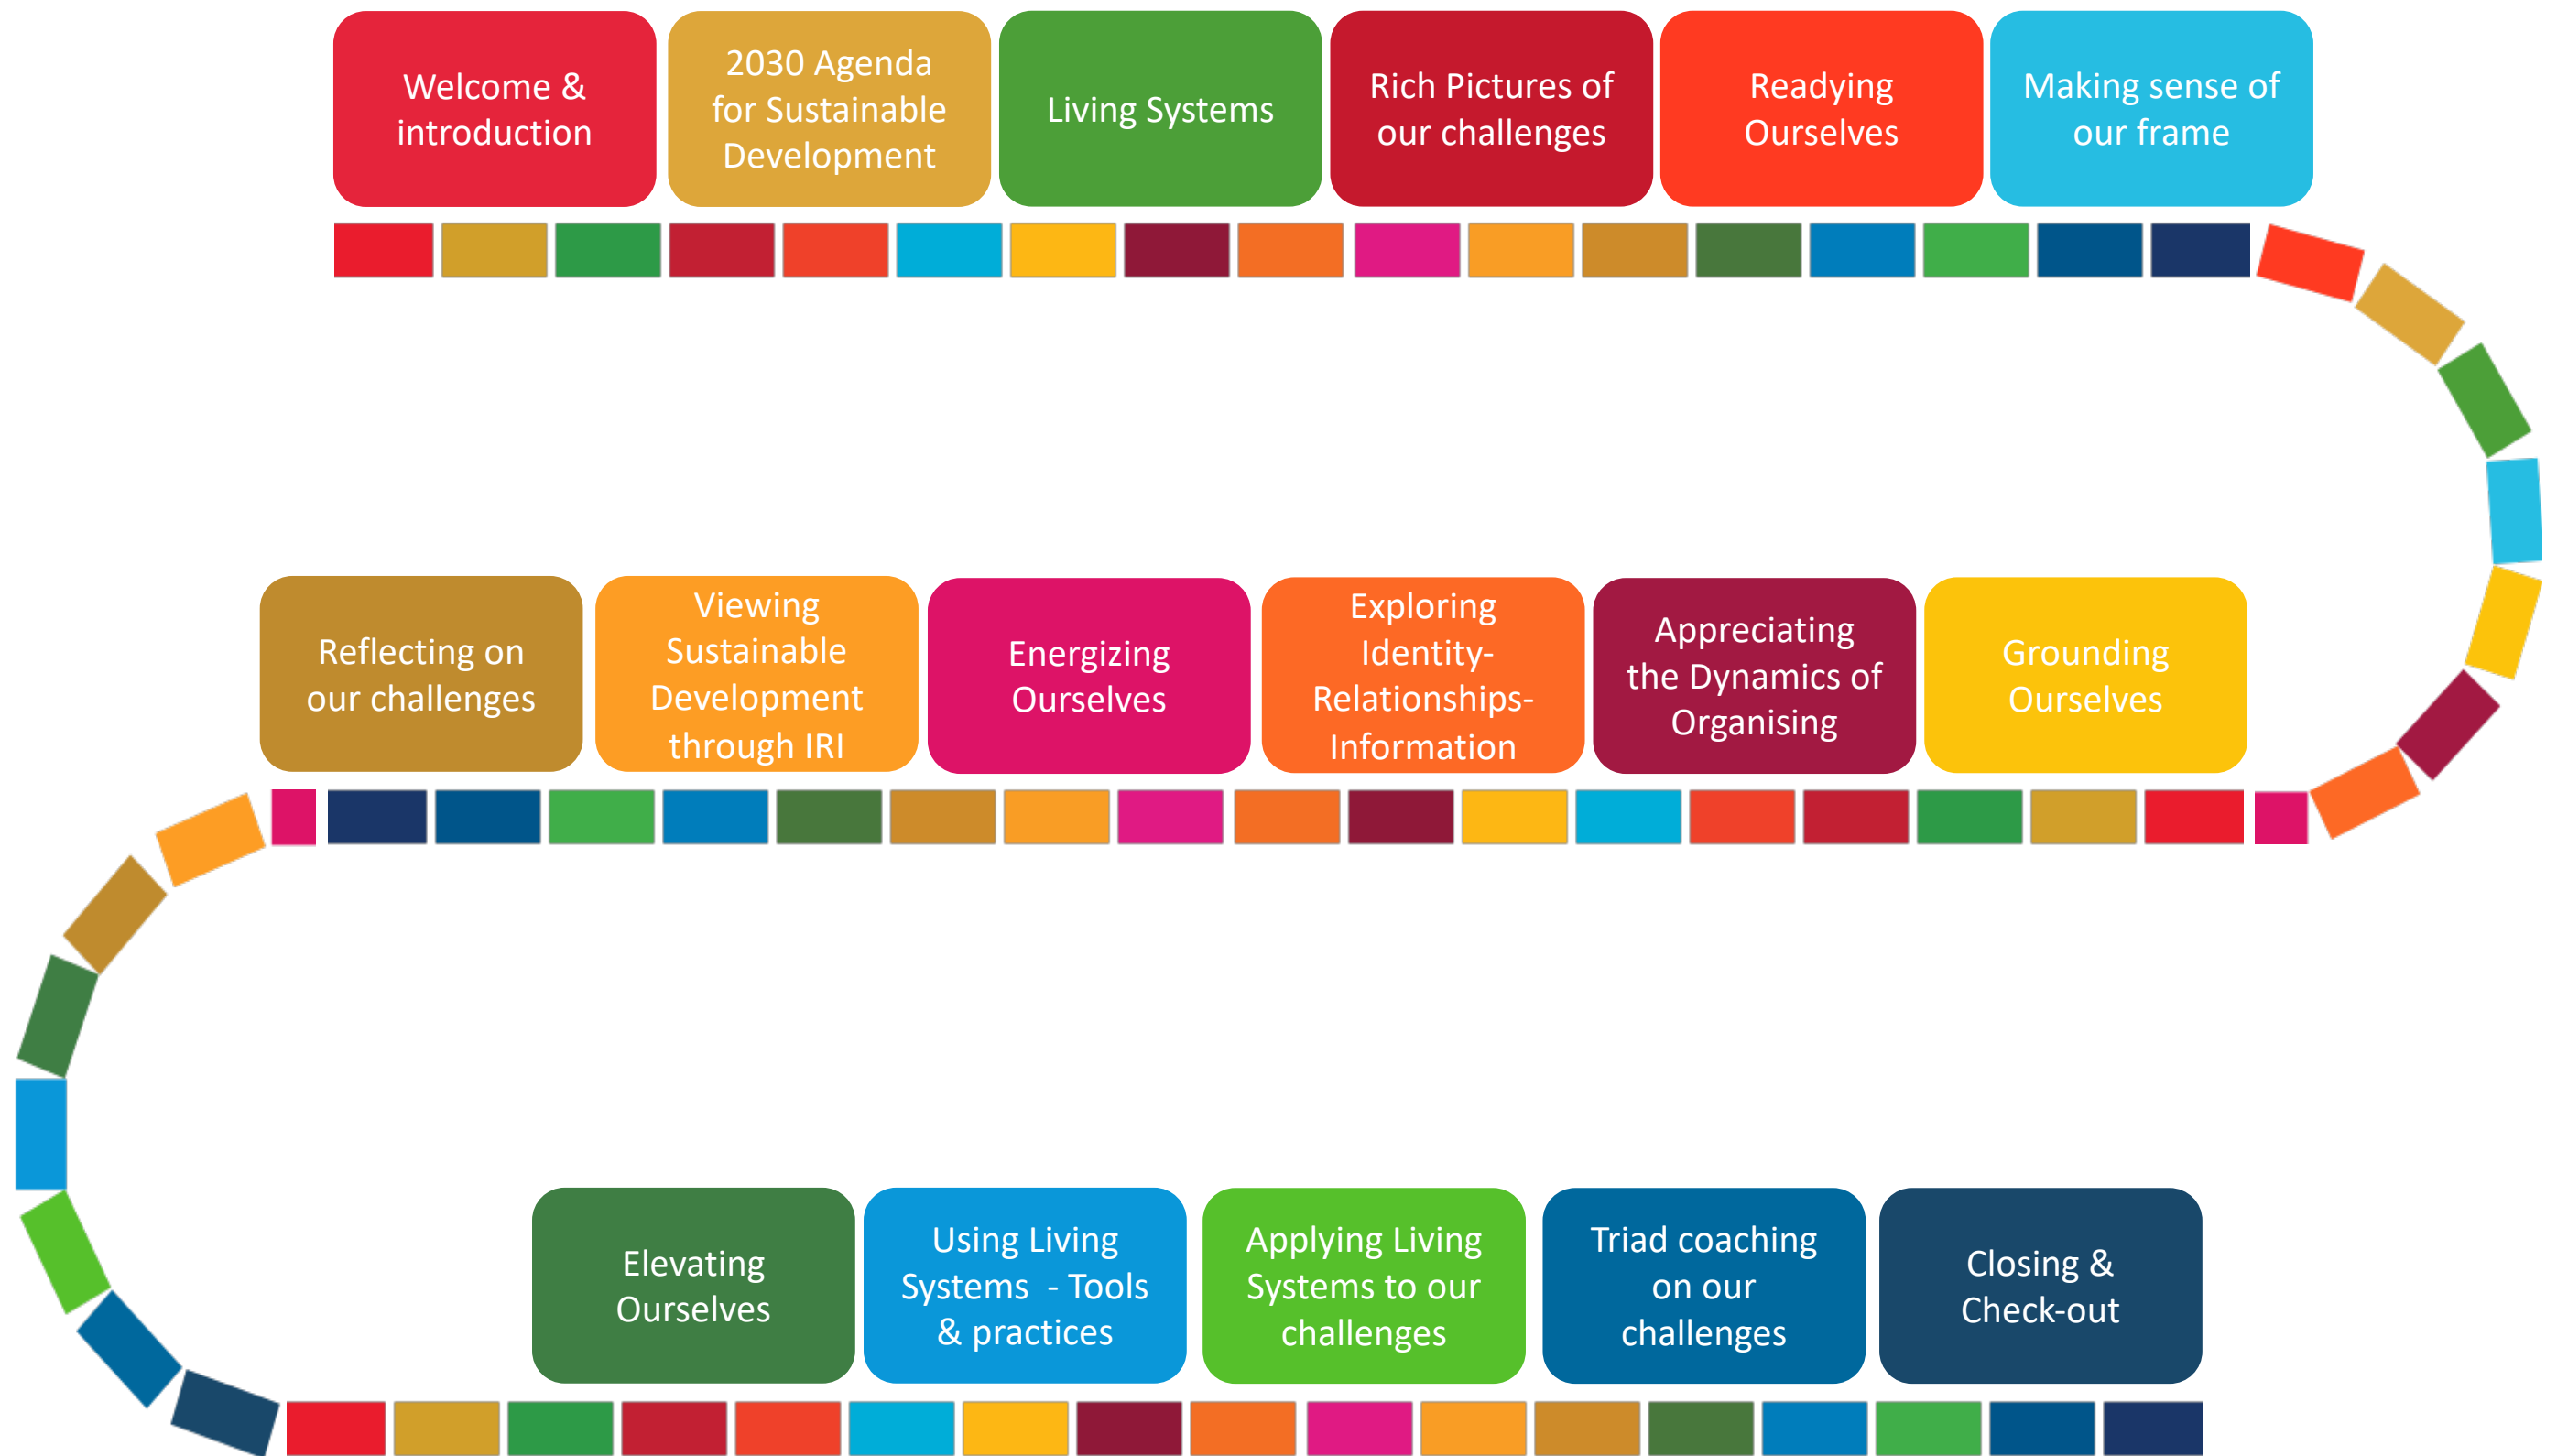 Welcome &
introduction
2030 Agenda
for Sustainable
Development
Living Systems
Rich Pictures of
our challenges
Readying
Ourselves
Making sense of
our frame
Reflecting on
our challenges
Viewing
Sustainable
Development
through IRI
Energizing
Ourselves
Exploring
Identity-
Relationships-
Information
Appreciating
the Dynamics of
Organising
Grounding
Ourselves
Elevating
Ourselves
Using Living
Systems  - Tools
& practices
Applying Living
Systems to our
challenges
Triad coaching
on our
challenges
Closing &
Check-out